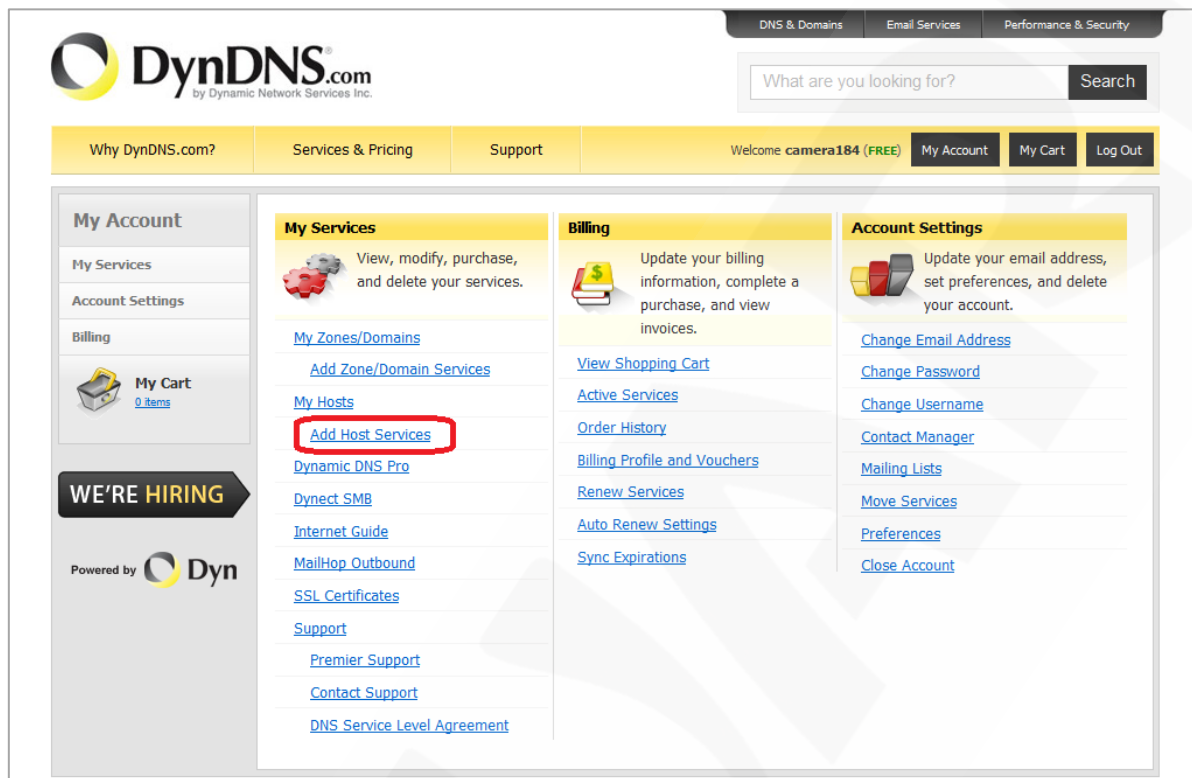 DNS & Domains Email Services Performance & Security
DynDNS.com
by Dynamic Network Services Inc.
What are you looking for? Search
Why DynDNS.com? Services & Pricing Support Welcome camera184 (FREE) My Account My Cart Log Out
My Account
My Services
Account Settings
Billing
My Cart
0 items
WE'RE HIRING
Powered by Dyn
My Services
View, modify, purchase,
and delete your services.
My Zones/Domains
Add Zone/Domain Services
My Hosts
Add Host Services
Dynamic DNS Pro
Dynect SMB
Internet Guide
MailHop Outbound
SSL Certificates
Support
Premier Support
Contact Support
DNS Service Level Agreement
Billing
$
Update your billing
information, complete a
purchase, and view
invoices.
View Shopping Cart
Active Services
Order History
Billing Profile and Vouchers
Renew Services
Auto Renew Settings
Sync Expirations
Account Settings
Update your email address,
set preferences, and delete
your account.
Change Email Address
Change Password
Change Username
Contact Manager
Mailing Lists
Move Services
Preferences
Close Account